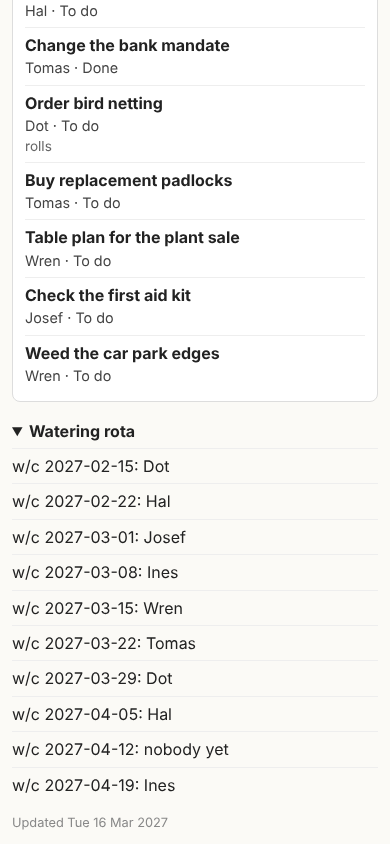 Hal · To do
Change the bank mandate
Tomas · Done
Order bird netting
Dot · To do
rolls
Buy replacement padlocks
Tomas · To do
Table plan for the plant sale
Wren · To do
Check the first aid kit
Josef · To do
Weed the car park edges
Wren · To do
▼ Watering rota
w/c 2027-02-15: Dot
w/c 2027-02-22: Hal
w/c 2027-03-01: Josef
w/c 2027-03-08: Ines
w/c 2027-03-15: Wren
w/c 2027-03-22: Tomas
w/c 2027-03-29: Dot
w/c 2027-04-05: Hal
w/c 2027-04-12: nobody yet
w/c 2027-04-19: Ines
Updated Tue 16 Mar 2027